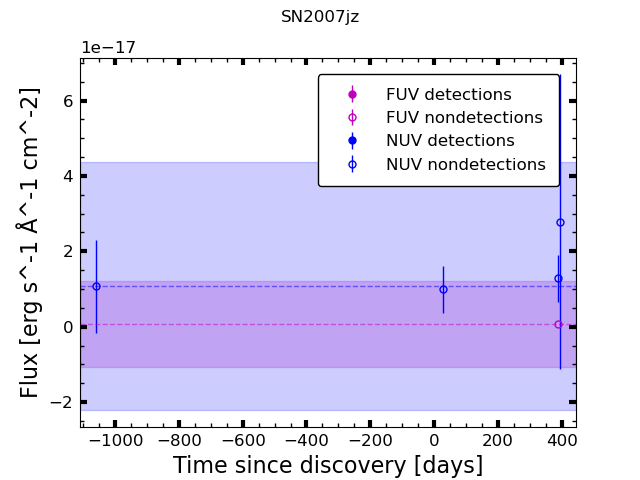 SN2007jz
1e−17
6
4
2
0
−2
Flux [erg s^-1 Å^-1 cm^-2]
FUV detections
FUV nondetections
NUV detections
NUV nondetections
−1000 −800 −600 −400 −200 0 200 400
Time since discovery [days]